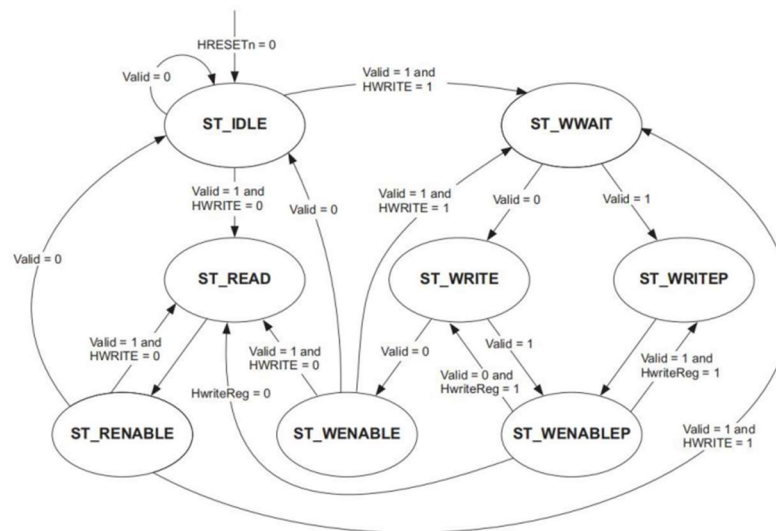 HRESETn = 0
Valid = 0
Valid = 1 and
HWRITE = 1
ST_IDLE
ST_WWAIT
Valid = 1 and
HWRITE = 0
Valid = 0
Valid = 1 and
HWRITE = 1
Valid = 0
Valid = 1
Valid = 0
ST_READ
ST_WRITE
ST_WRITEP
Valid = 1 and
HWRITE = 0
Valid = 1 and
HWRITE = 0
Valid = 0
Valid = 1
HwriteReg = 0
Valid = 0 and
HwriteReg = 1
Valid = 1 and
HwriteReg = 1
ST_RENABLE
ST_WENABLE
ST_WENABLEP
Valid = 1 and
HWRITE = 1